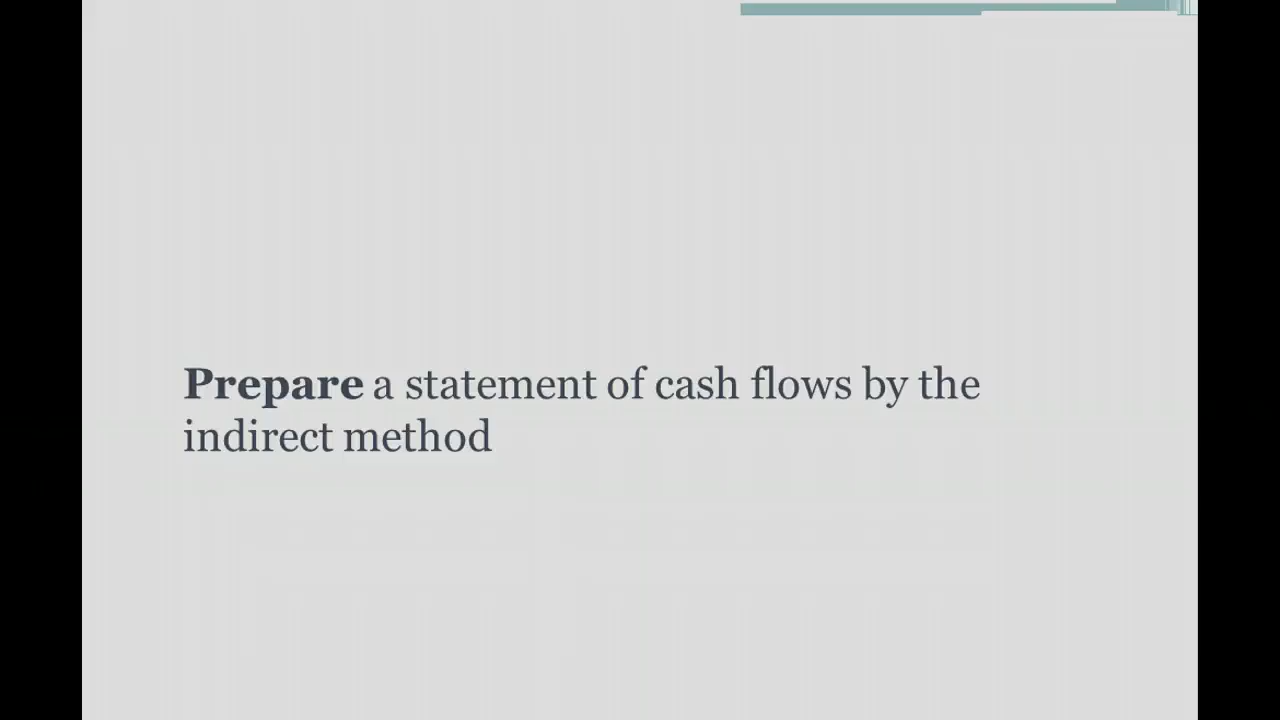 Prepare a statement of cash flows by the
indirect method